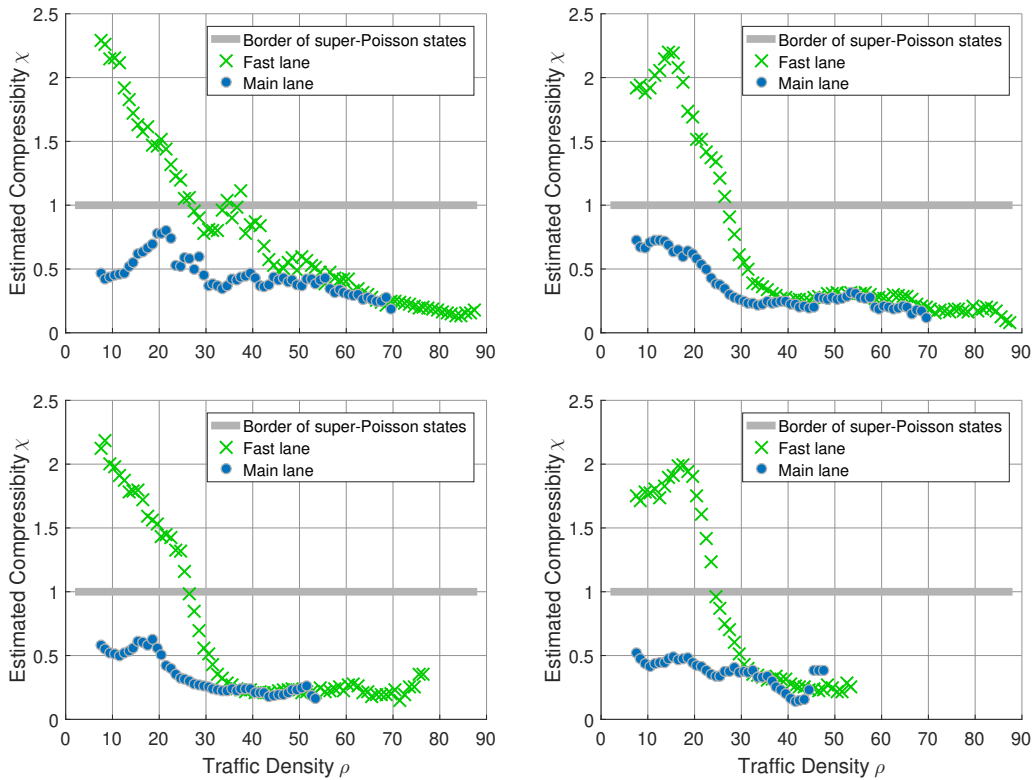 Estimated Compressibity χ
2.5
2
1.5
1
0.5
0
0 10 20 30 40 50 60 70 80 90
Border of super-Poisson states
Fast lane
Main lane
Estimated Compressibity χ
2.5
2
1.5
1
0.5
0
0 10 20 30 40 50 60 70 80 90
Border of super-Poisson states
Fast lane
Main lane
Estimated Compressibity χ
2.5
2
1.5
1
0.5
0
0 10 20 30 40 50 60 70 80 90
Traffic Density ρ
Border of super-Poisson states
Fast lane
Main lane
Estimated Compressibity χ
2.5
2
1.5
1
0.5
0
0 10 20 30 40 50 60 70 80 90
Traffic Density ρ
Border of super-Poisson states
Fast lane
Main lane